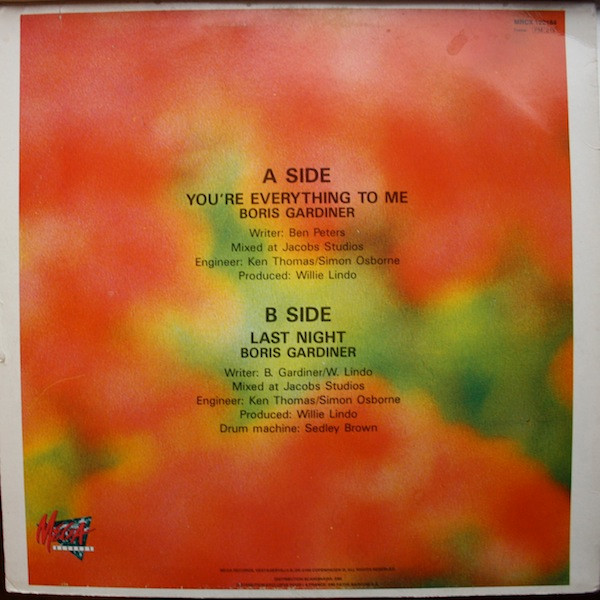 A SIDE
YOU'RE EVERYTHING TO ME
BORIS GARDINER
Writer: Ben Peters
Mixed at Jacobs Studios
Engineer: Ken Thomas/Simon Osborne
Produced: Willie Lindo
B SIDE
LAST NIGHT
BORIS GARDINER
Writer: B. Gardiner/W. Lindo
Mixed at Jacobs Studios
Engineer: Ken Thomas/Simon Osborne
Produced: Willie Lindo
Drum machine: Sedley Brown
MEGA
RECORDS